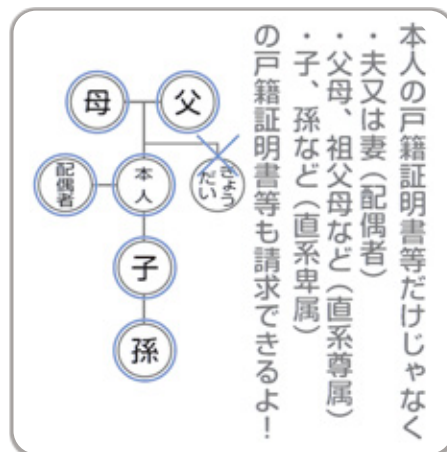 本人の戸籍証明書等だけじゃなく
・夫又は妻（配偶者）
・父母、祖父母など（直系尊属）
・子、孫など（直系卑属）
の戸籍証明書等も請求できるよ！
母
父
配偶者
本人
きょうだい
子
孫